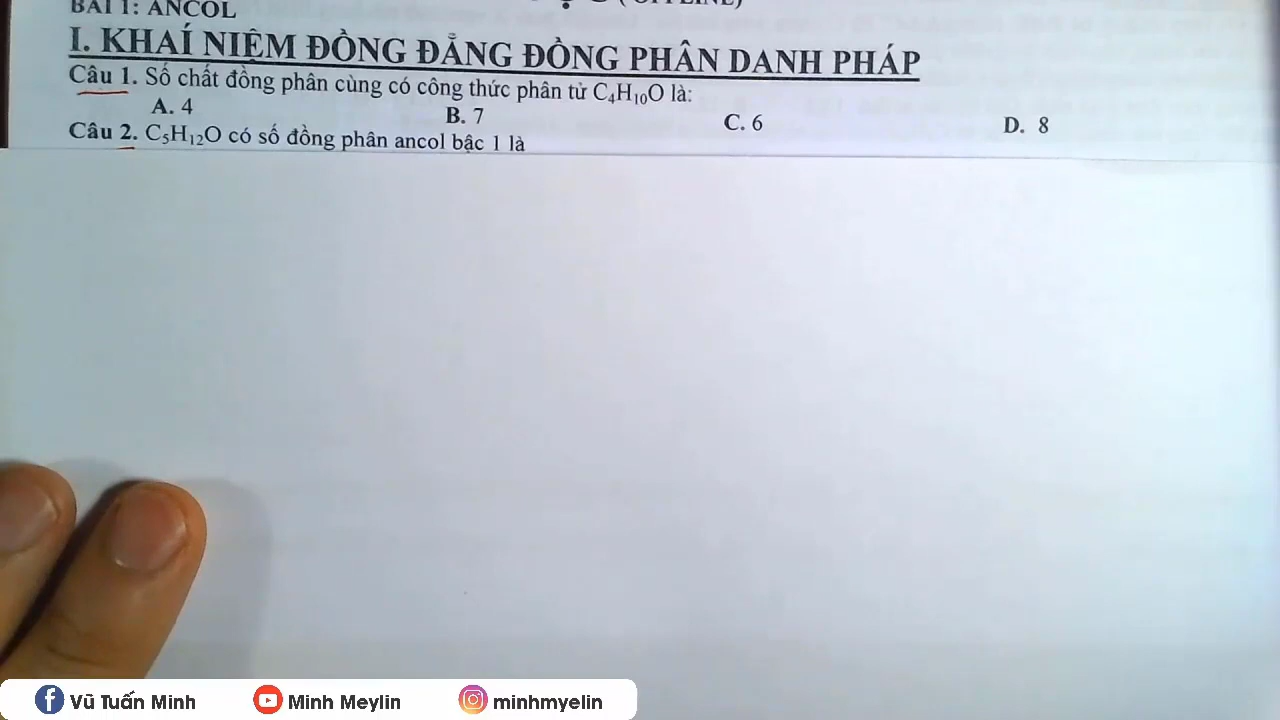 BÀI 1: ANCOL
I. KHAÍ NIỆM ĐỒNG ĐẲNG ĐỒNG PHÂN DANH PHÁP
Câu 1. Số chất đồng phân cùng có công thức phân tử C₄H₁₀O là:
A. 4 B. 7 C. 6 D. 8
Câu 2. C₅H₁₂O có số đồng phân ancol bậc 1 là
Vũ Tuấn Minh Minh Meylin minhmyelin